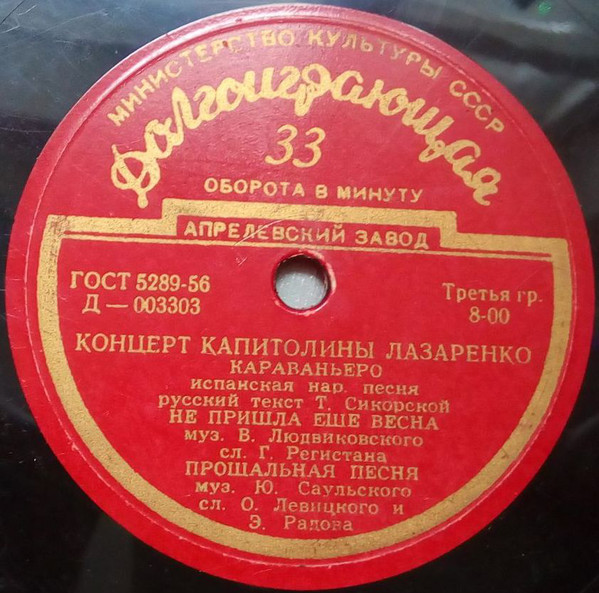 МИНИСТЕРСТВО КУЛЬТУРЫ СССР
Долгоиграющая
33
ОБОРОТА В МИНУТУ
АПРЕЛЕВСКИЙ ЗАВОД
ГОСТ 5289-56
Д — 003303
Третья гр.
8-00
КОНЦЕРТ КАПИТОЛИНЫ ЛАЗАРЕНКО
КАРАВАНЬЕРО
испанская нар. песня
русский текст Т. Сикорской
НЕ ПРИШЛА ЕШЕ ВЕСНА
муз. В. Людвиковского
сл. Г. Регистана
ПРОЩАЛЬНАЯ ПЕСНЯ
муз. Ю. Саульского
сл. О. Левицкого и
Э. Радова